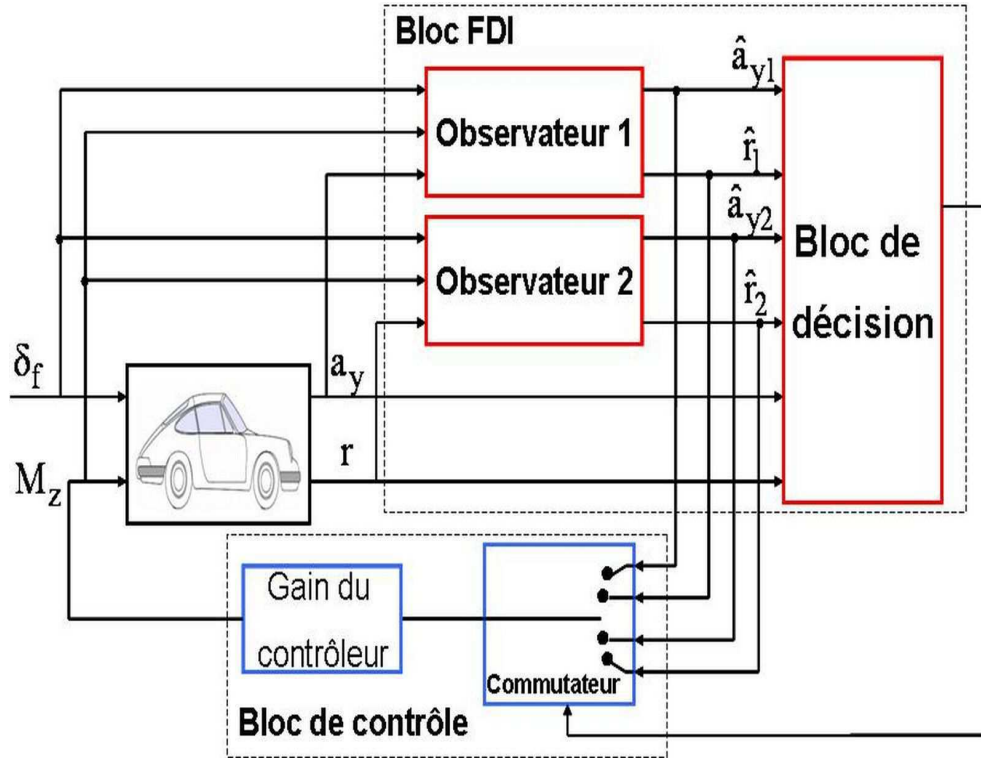 Bloc FDI
Observateur 1
Observateur 2
â_y1
r̂_1
â_y2
r̂_2
Bloc de
décision
δ_f
M_z
a_y
r
Gain du
contrôleur
Commutateur
Bloc de contrôle